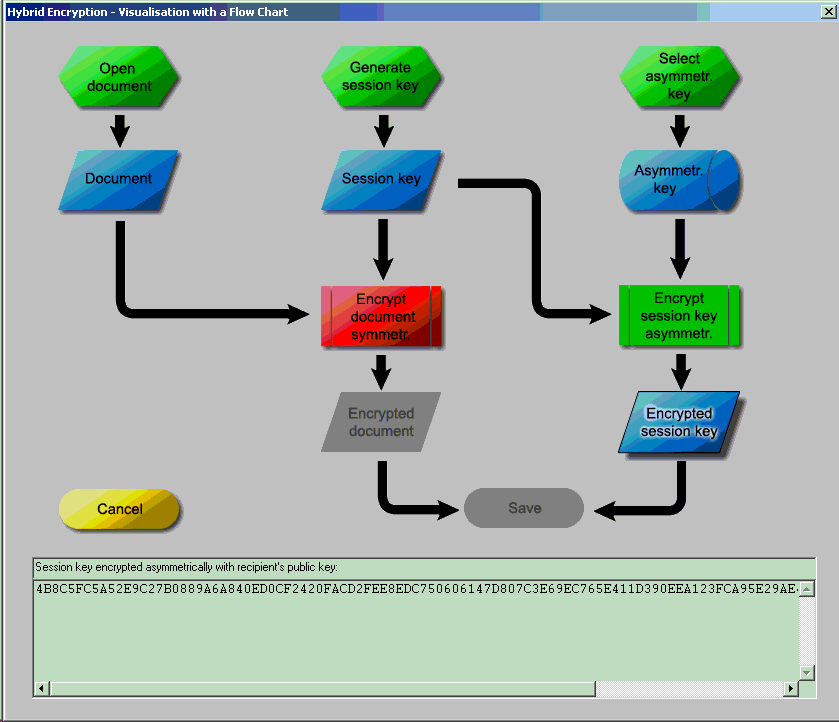 Hybrid Encryption - Visualisation with a Flow Chart
Open
document
Generate
session key
Select
asymmetr.
key
Document
Session key
Asymmetr.
key
Encrypt
document
symmetr.
Encrypt
session key
asymmetr.
Encrypted
document
Encrypted
session key
Cancel
Save
Session key encrypted asymmetrically with recipient's public key:
4B8C5FC5A52E9C27B0889A6A840ED0CF2420FACD2FEE8EDC750606147D807C3E69EC765E411D390EEA123FCA95E29AE